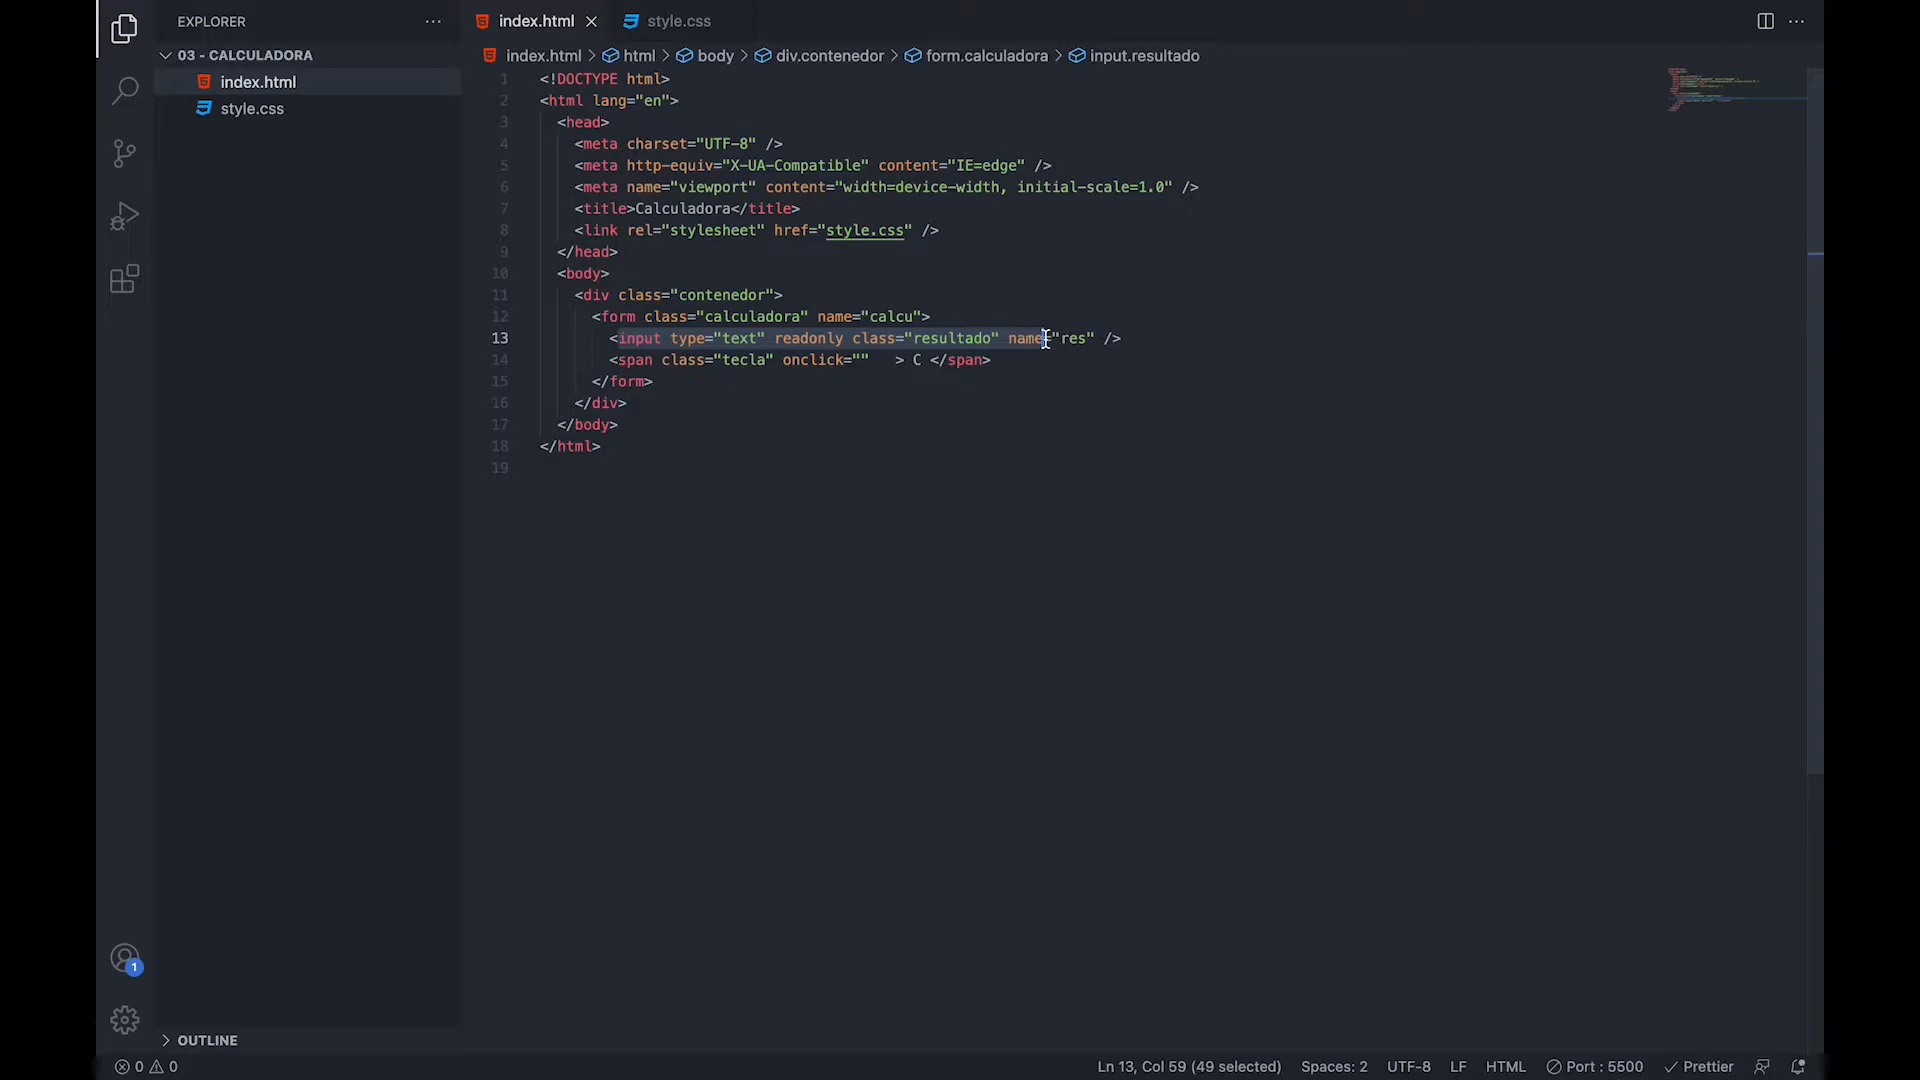 EXPLORER
index.html
style.css
03 - CALCULADORA
index.html
style.css
index.html > html > body > div.contenedor > form.calculadora > input.resultado
1 <!DOCTYPE html>
2 <html lang="en">
3 <head>
4 <meta charset="UTF-8" />
5 <meta http-equiv="X-UA-Compatible" content="IE=edge" />
6 <meta name="viewport" content="width=device-width, initial-scale=1.0" />
7 <title>Calculadora</title>
8 <link rel="stylesheet" href="style.css" />
9 </head>
10 <body>
11 <div class="contenedor">
12 <form class="calculadora" name="calcu">
13 <input type="text" readonly class="resultado" name="res" />
14 <span class="tecla" onclick=""   > C </span>
15 </form>
16 </div>
17 </body>
18 </html>
19
1
OUTLINE
0 0
Ln 13, Col 59 (49 selected)
Spaces: 2
UTF-8
LF
HTML
Port : 5500
Prettier